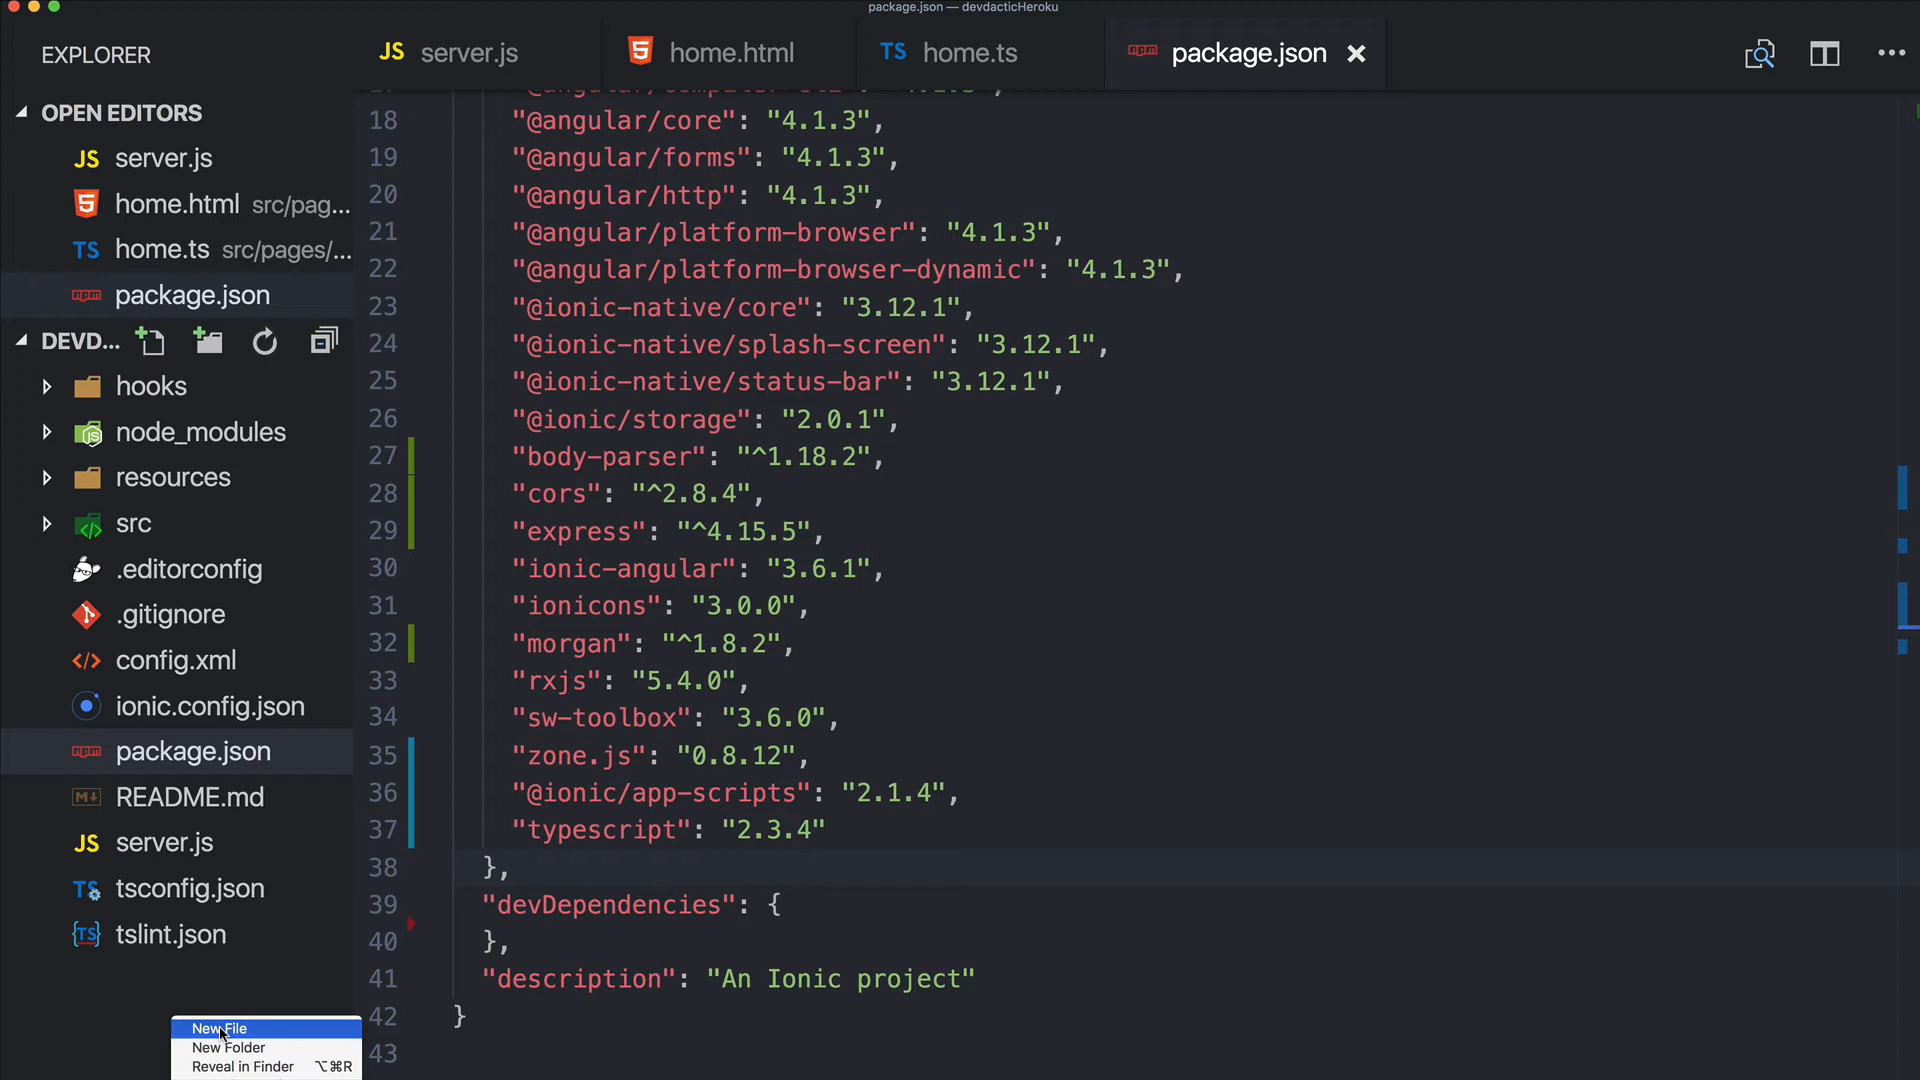 package.json — devdacticHeroku
EXPLORER
JS server.js
5 home.html
TS home.ts
npm package.json
OPEN EDITORS
JS server.js
5 home.html src/pag...
TS home.ts src/pages/...
npm package.json
DEVD...
hooks
JS node_modules
resources
</> src
.editorconfig
.gitignore
</> config.xml
ionic.config.json
npm package.json
M↓ README.md
JS server.js
TS tsconfig.json
{TS} tslint.json
New File
New Folder
Reveal in Finder ⌥⌘R
18 "@angular/core": "4.1.3",
19 "@angular/forms": "4.1.3",
20 "@angular/http": "4.1.3",
21 "@angular/platform-browser": "4.1.3",
22 "@angular/platform-browser-dynamic": "4.1.3",
23 "@ionic-native/core": "3.12.1",
24 "@ionic-native/splash-screen": "3.12.1",
25 "@ionic-native/status-bar": "3.12.1",
26 "@ionic/storage": "2.0.1",
27 "body-parser": "^1.18.2",
28 "cors": "^2.8.4",
29 "express": "^4.15.5",
30 "ionic-angular": "3.6.1",
31 "ionicons": "3.0.0",
32 "morgan": "^1.8.2",
33 "rxjs": "5.4.0",
34 "sw-toolbox": "3.6.0",
35 "zone.js": "0.8.12",
36 "@ionic/app-scripts": "2.1.4",
37 "typescript": "2.3.4"
38 },
39 "devDependencies": {
40 },
41 "description": "An Ionic project"
42 }
43